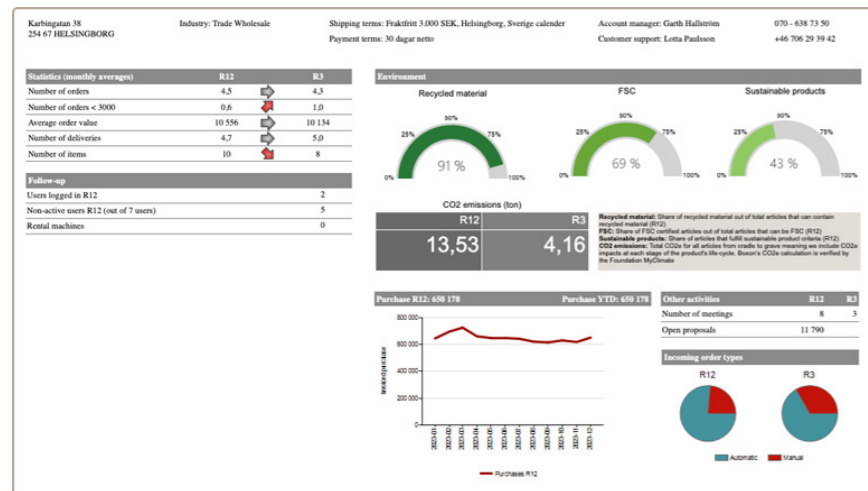 Karbingatan 38
254 67 HELSINGBORG
Industry: Trade Wholesale
Shipping terms: Fraktfritt 3.000 SEK, Helsingborg, Sverige calender
Payment terms: 30 dagar netto
Account manager: Garth Hallström
Customer support: Lotta Paulsson
070 - 638 73 50
+46 706 29 39 42
Statistics (monthly averages) R12 R3
Number of orders 4,5 4,3
Number of orders < 3000 0,6 1,0
Average order value 10 556 10 134
Number of deliveries 4,7 5,0
Number of items 10 8
Follow-up
Users logged in R12 2
Non-active users R12 (out of 7 users) 5
Rental machines 0
Environment
Recycled material
0% 25% 50% 75% 100%
91 %
FSC
0% 25% 50% 75% 100%
69 %
Sustainable products
0% 25% 50% 75% 100%
43 %
CO2 emissions (ton)
R12 R3
13,53 4,16
Recycled material: Share of recycled material out of total articles that can contain
recycled material (R12)
FSC: Share of FSC certified articles out of total articles that can be FSC (R12)
Sustainable products: Share of articles that fulfill sustainable product criteria (R12)
CO2 emissions: Total CO2e for all articles from cradle to grave meaning we include CO2e
impacts at each stage of the product's life-cycle. Boxon's CO2e calculation is verified by
the Foundation MyClimate
Purchase R12: 650 178 Purchase YTD: 650 178
Invoiced purchase
800 000
600 000
400 000
200 000
0
2023-01
2023-02
2023-03
2023-04
2023-05
2023-06
2023-07
2023-08
2023-09
2023-10
2023-11
2023-12
Purchases R12
Other activities R12 R3
Number of meetings 8 3
Open proposals 11 790
Incoming order types
R12 R3
Automatic Manual